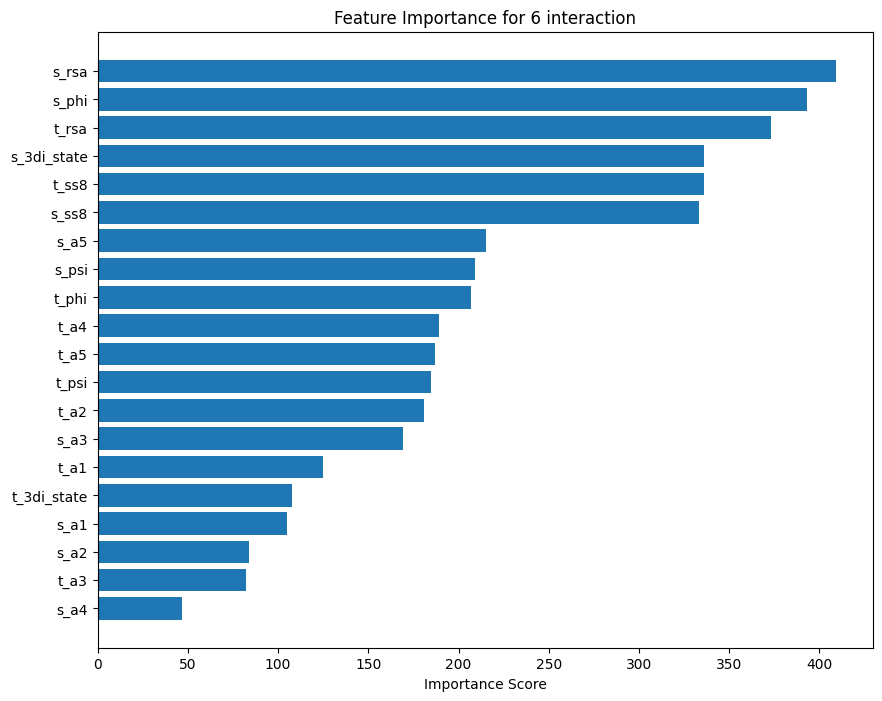 Feature Importance for 6 interaction
s_rsa
s_phi
t_rsa
s_3di_state
t_ss8
s_ss8
s_a5
s_psi
t_phi
t_a4
t_a5
t_psi
t_a2
s_a3
t_a1
t_3di_state
s_a1
s_a2
t_a3
s_a4
0 50 100 150 200 250 300 350 400
Importance Score